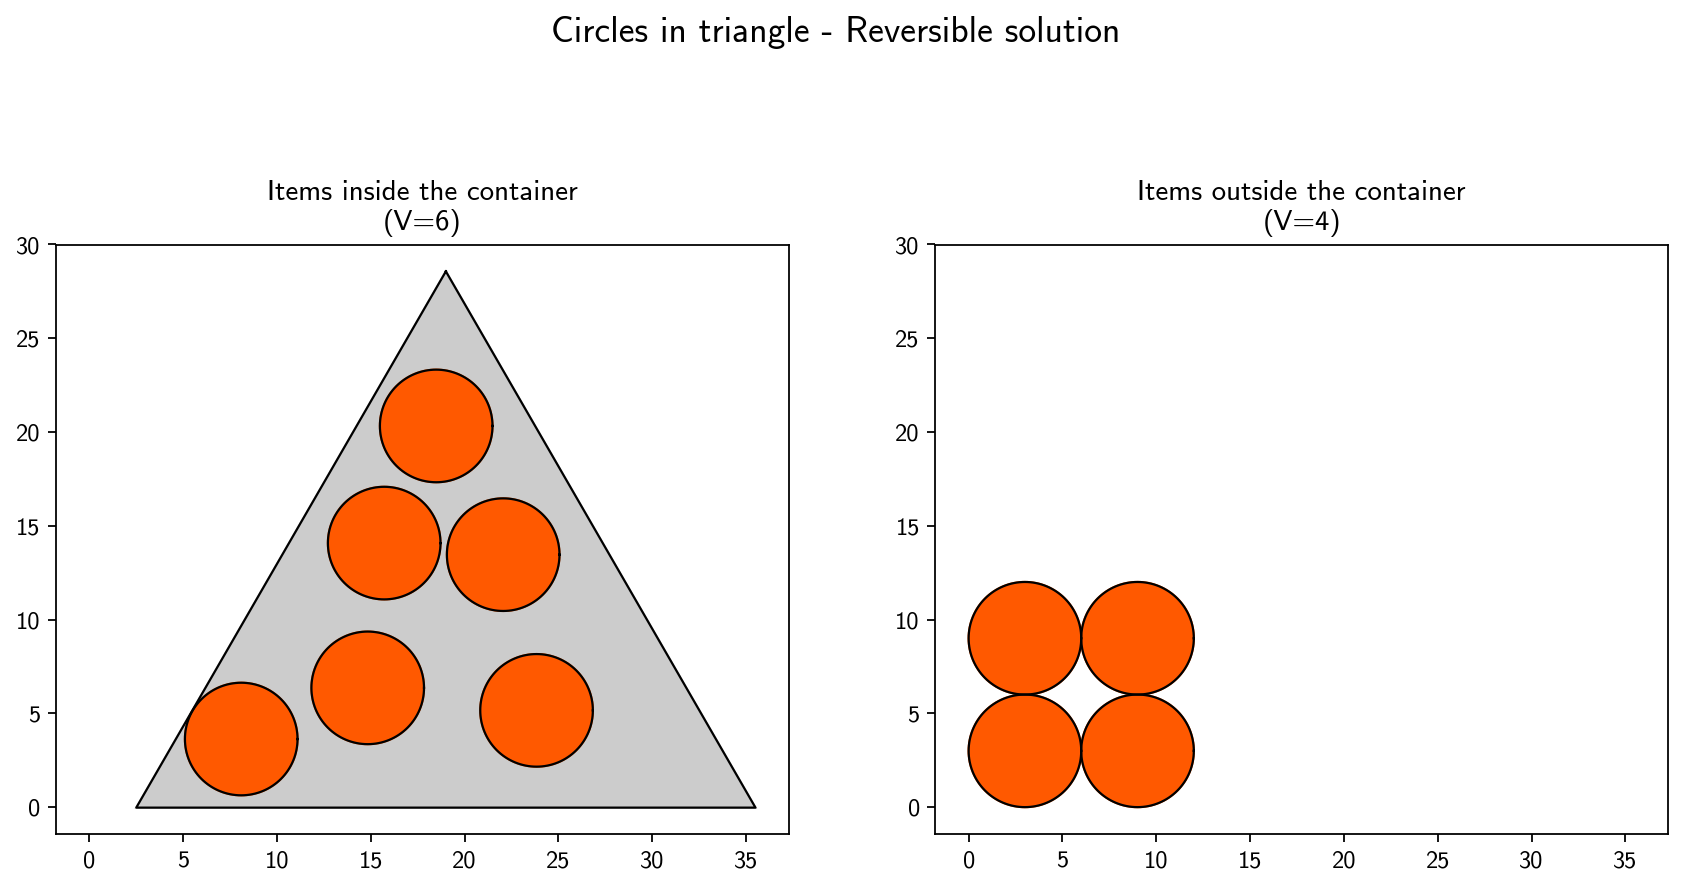 Circles in triangle - Reversible solution
Items inside the container
(V=6)
30
25
20
15
10
5
0
0 5 10 15 20 25 30 35
Items outside the container
(V=4)
30
25
20
15
10
5
0
0 5 10 15 20 25 30 35